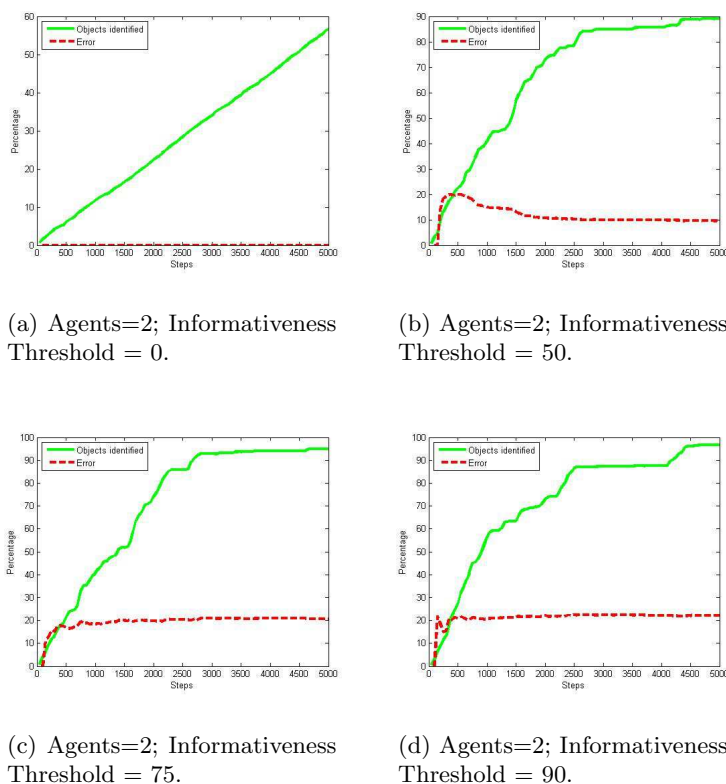 Objects identified
Error
60
50
40
30
20
10
0
Percentage
0 500 1000 1500 2000 2500 3000 3500 4000 4500 5000
Steps
(a) Agents=2; Informativeness
Threshold = 0.
Objects identified
Error
90
80
70
60
50
40
30
20
10
0
Percentage
0 500 1000 1500 2000 2500 3000 3500 4000 4500 5000
Steps
(b) Agents=2; Informativeness
Threshold = 50.
Objects identified
Error
100
90
80
70
60
50
40
30
20
10
0
Percentage
0 500 1000 1500 2000 2500 3000 3500 4000 4500 5000
Steps
(c) Agents=2; Informativeness
Threshold = 75.
Objects identified
Error
100
90
80
70
60
50
40
30
20
10
0
Percentage
0 500 1000 1500 2000 2500 3000 3500 4000 4500 5000
Steps
(d) Agents=2; Informativeness
Threshold = 90.